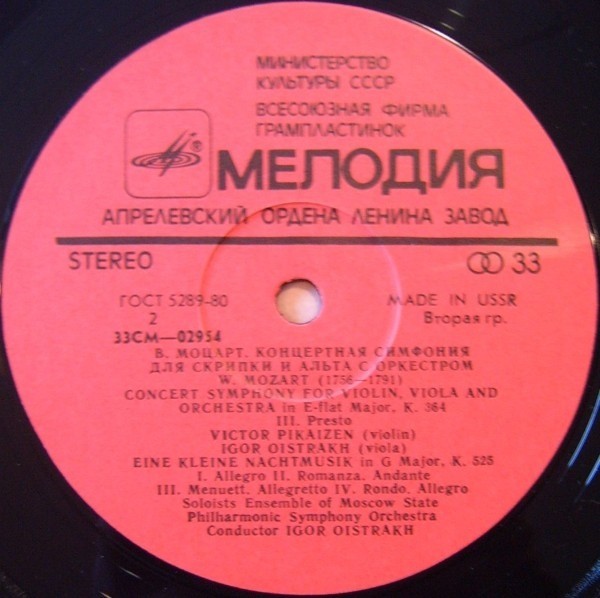 МИНИСТЕРСТВО
КУЛЬТУРЫ СССР
ВСЕСОЮЗНАЯ ФИРМА
ГРАМПЛАСТИНОК
®
МЕЛОДИЯ
АПРЕЛЕВСКИЙ ОРДЕНА ЛЕНИНА ЗАВОД
STEREO 33
ГОСТ 5289-80 MADE IN USSR
2 Вторая гр.
33СМ—02954
В. МОЦАРТ. КОНЦЕРТНАЯ СИМФОНИЯ
ДЛЯ СКРИПКИ И АЛЬТА С ОРКЕСТРОМ
W. MOZART (1756—1791)
CONCERT SYMPHONY FOR VIOLIN, VIOLA AND
ORCHESTRA in E-flat Major, K. 364
III. Presto
VICTOR PIKAIZEN (violin)
IGOR OISTRAKH (viola)
EINE KLEINE NACHTMUSIK in G Major, K. 525
I. Allegro II. Romanza. Andante
III. Menuett. Allegretto IV. Rondo. Allegro
Soloists Ensemble of Moscow State
Philharmonic Symphony Orchestra
Conductor IGOR OISTRAKH